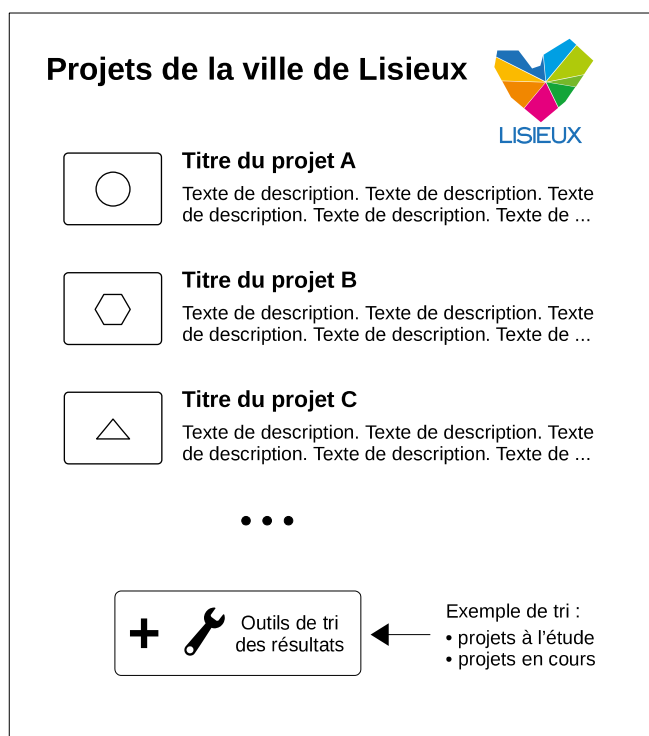 Projets de la ville de Lisieux
LISIEUX
Titre du projet A
Texte de description. Texte de description. Texte
de description. Texte de description. Texte de ...
Titre du projet B
Texte de description. Texte de description. Texte
de description. Texte de description. Texte de ...
Titre du projet C
Texte de description. Texte de description. Texte
de description. Texte de description. Texte de ...
• • •
+ Outils de tri
des résultats
Exemple de tri :
• projets à l'étude
• projets en cours